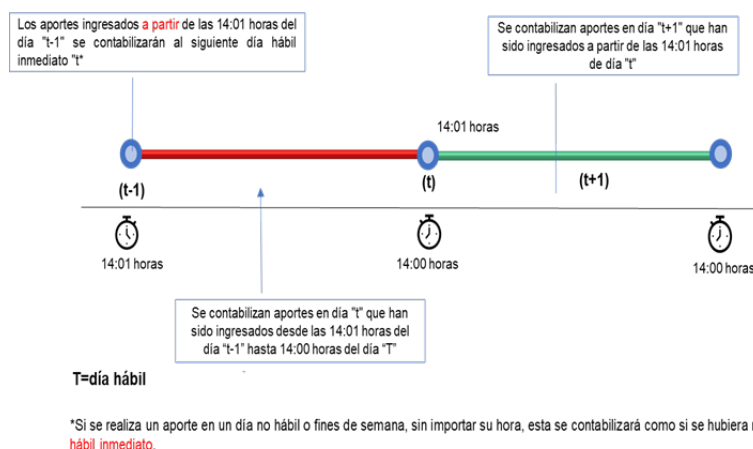 Los aportes ingresados a partir de las 14:01 horas del
día "t-1" se contabilizarán al siguiente día hábil
inmediato "t*
Se contabilizan aportes en día "t+1" que han
sido ingresados a partir de las 14:01 horas
de día "t"
14:01 horas
(t-1)
(t)
(t+1)
14:01 horas
14:00 horas
14:00 horas
Se contabilizan aportes en día "t" que han
sido ingresados desde las 14:01 horas del
día “t-1” hasta 14:00 horas del día “T”
T=día hábil
*Si se realiza un aporte en un día no hábil o fines de semana, sin importar su hora, esta se contabilizará como si se hubiera
hábil inmediato.